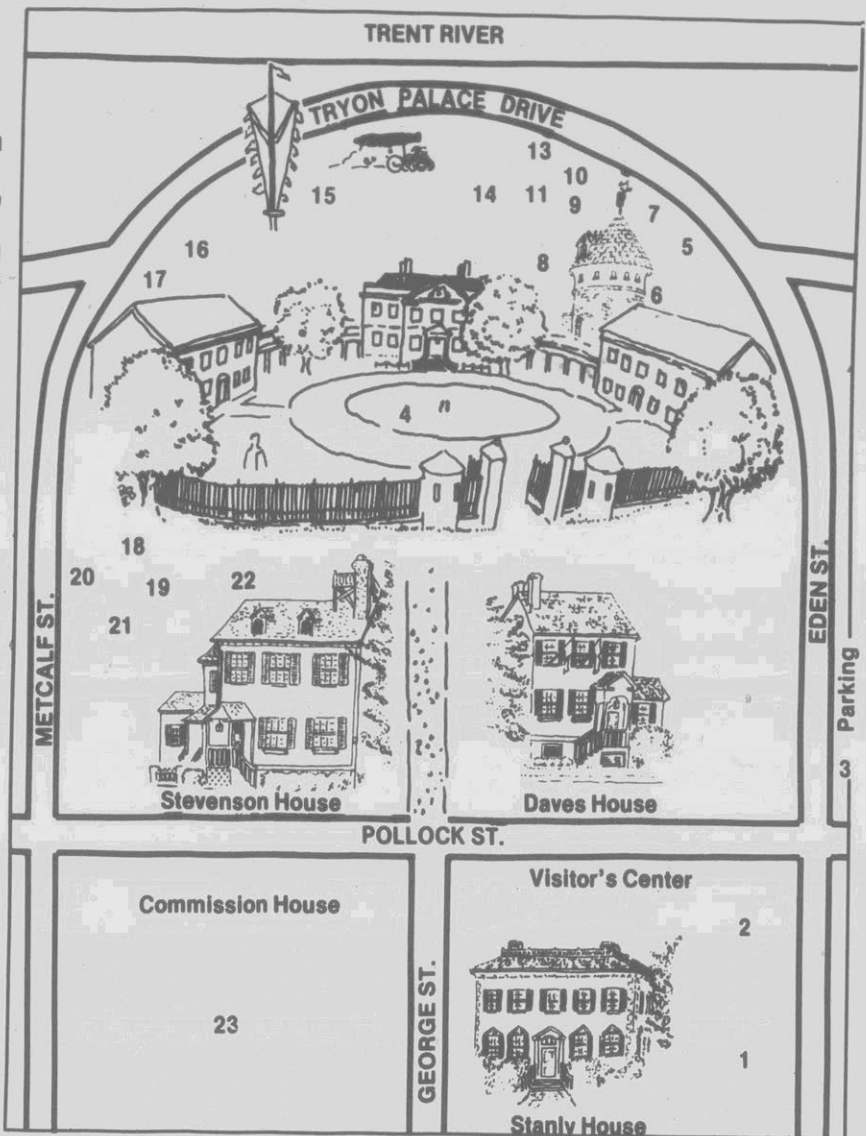 TRENT RIVER
TRYON PALACE DRIVE
13
10
15
14
11
9
7
16
5
8
17
6
4
18
20
19
22
21
METCALF ST.
EDEN ST.
Parking
3
Stevenson House
Daves House
POLLOCK ST.
Commission House
Visitor's Center
2
23
GEORGE ST.
1
Stanly House